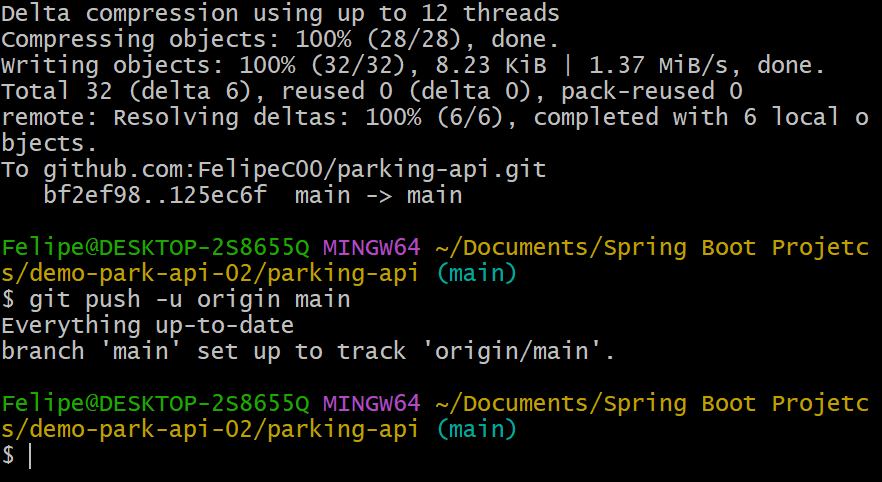 Delta compression using up to 12 threads
Compressing objects: 100% (28/28), done.
Writing objects: 100% (32/32), 8.23 KiB | 1.37 MiB/s, done.
Total 32 (delta 6), reused 0 (delta 0), pack-reused 0
remote: Resolving deltas: 100% (6/6), completed with 6 local o
bjects.
To github.com:FelipeC00/parking-api.git
   bf2ef98..125ec6f  main -> main

Felipe@DESKTOP-2S8655Q MINGW64 ~/Documents/Spring Boot Projetc
s/demo-park-api-02/parking-api (main)
$ git push -u origin main
Everything up-to-date
branch 'main' set up to track 'origin/main'.

Felipe@DESKTOP-2S8655Q MINGW64 ~/Documents/Spring Boot Projetc
s/demo-park-api-02/parking-api (main)
$